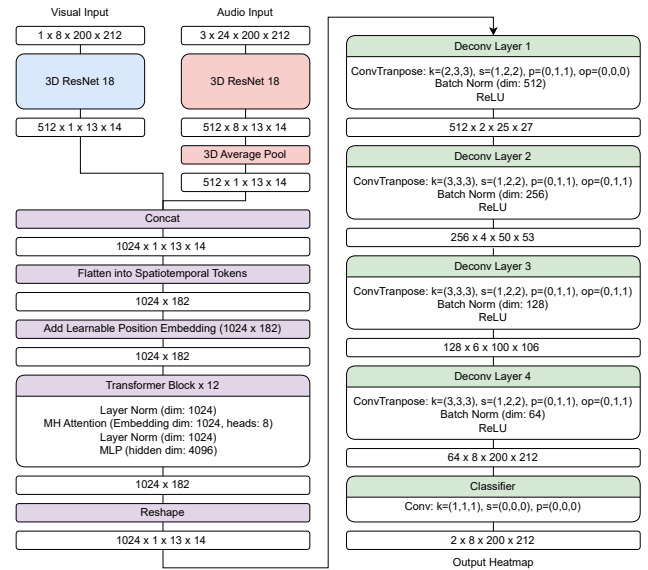 Visual Input
1 x 8 x 200 x 212
3D ResNet 18
512 x 1 x 13 x 14
Audio Input
3 x 24 x 200 x 212
3D ResNet 18
512 x 8 x 13 x 14
3D Average Pool
512 x 1 x 13 x 14
Concat
1024 x 1 x 13 x 14
Flatten into Spatiotemporal Tokens
1024 x 182
Add Learnable Position Embedding (1024 x 182)
1024 x 182
Transformer Block x 12
Layer Norm (dim: 1024)
MH Attention (Embedding dim: 1024, heads: 8)
Layer Norm (dim: 1024)
MLP (hidden dim: 4096)
1024 x 182
Reshape
1024 x 1 x 13 x 14
Deconv Layer 1
ConvTranpose: k=(2,3,3), s=(1,2,2), p=(0,1,1), op=(0,0,0)
Batch Norm (dim: 512)
ReLU
512 x 2 x 25 x 27
Deconv Layer 2
ConvTranpose: k=(3,3,3), s=(1,2,2), p=(0,1,1), op=(0,1,1)
Batch Norm (dim: 256)
ReLU
256 x 4 x 50 x 53
Deconv Layer 3
ConvTranpose: k=(3,3,3), s=(1,2,2), p=(0,1,1), op=(0,1,1)
Batch Norm (dim: 128)
ReLU
128 x 6 x 100 x 106
Deconv Layer 4
ConvTranpose: k=(3,3,3), s=(1,2,2), p=(0,1,1), op=(0,1,1)
Batch Norm (dim: 64)
ReLU
64 x 8 x 200 x 212
Classifier
Conv: k=(1,1,1), s=(0,0,0), p=(0,0,0)
2 x 8 x 200 x 212
Output Heatmap